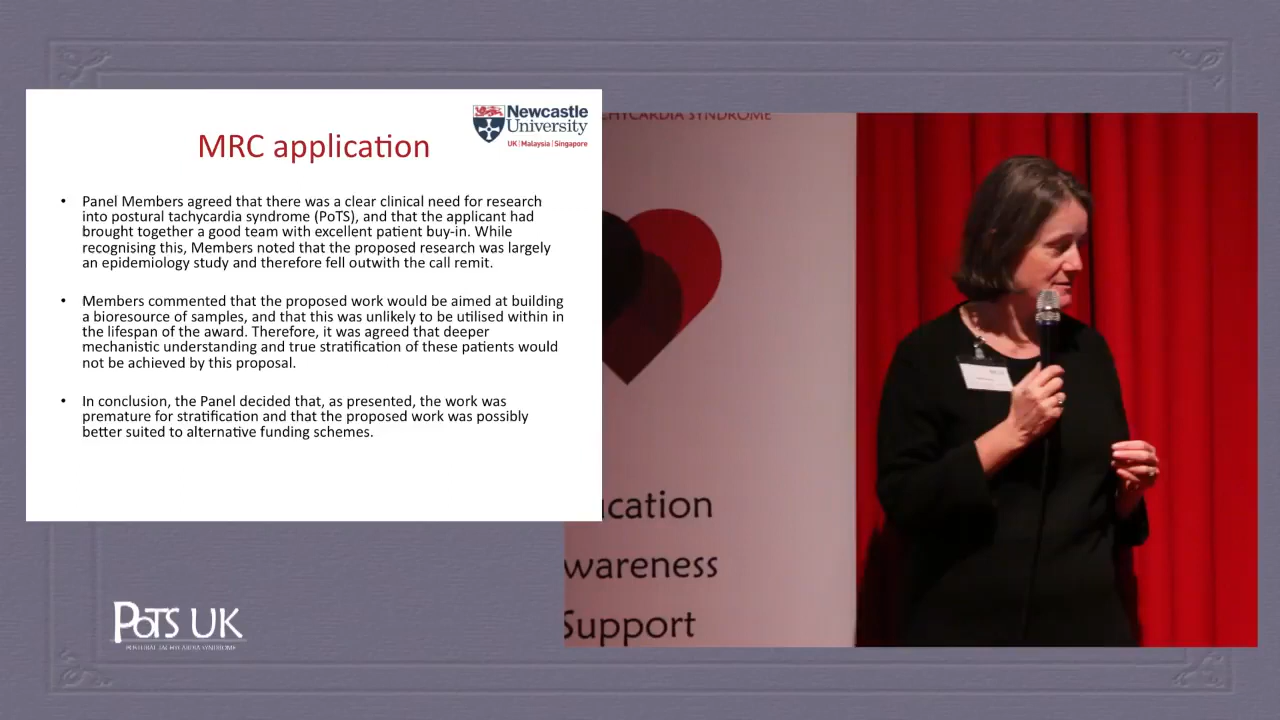 Newcastle
University
UK | Malaysia | Singapore
MRC application
• Panel Members agreed that there was a clear clinical need for research
into postural tachycardia syndrome (PoTS), and that the applicant had
brought together a good team with excellent patient buy-in. While
recognising this, Members noted that the proposed research was largely
an epidemiology study and therefore fell outwith the call remit.
• Members commented that the proposed work would be aimed at building
a bioresource of samples, and that this was unlikely to be utilised within in
the lifespan of the award. Therefore, it was agreed that deeper
mechanistic understanding and true stratification of these patients would
not be achieved by this proposal.
• In conclusion, the Panel decided that, as presented, the work was
premature for stratification and that the proposed work was possibly
better suited to alternative funding schemes.
HYCARDIA SYNDROME
ucation
wareness
Support
PoTS UK
POSTURAL TACHYCARDIA SYNDROME